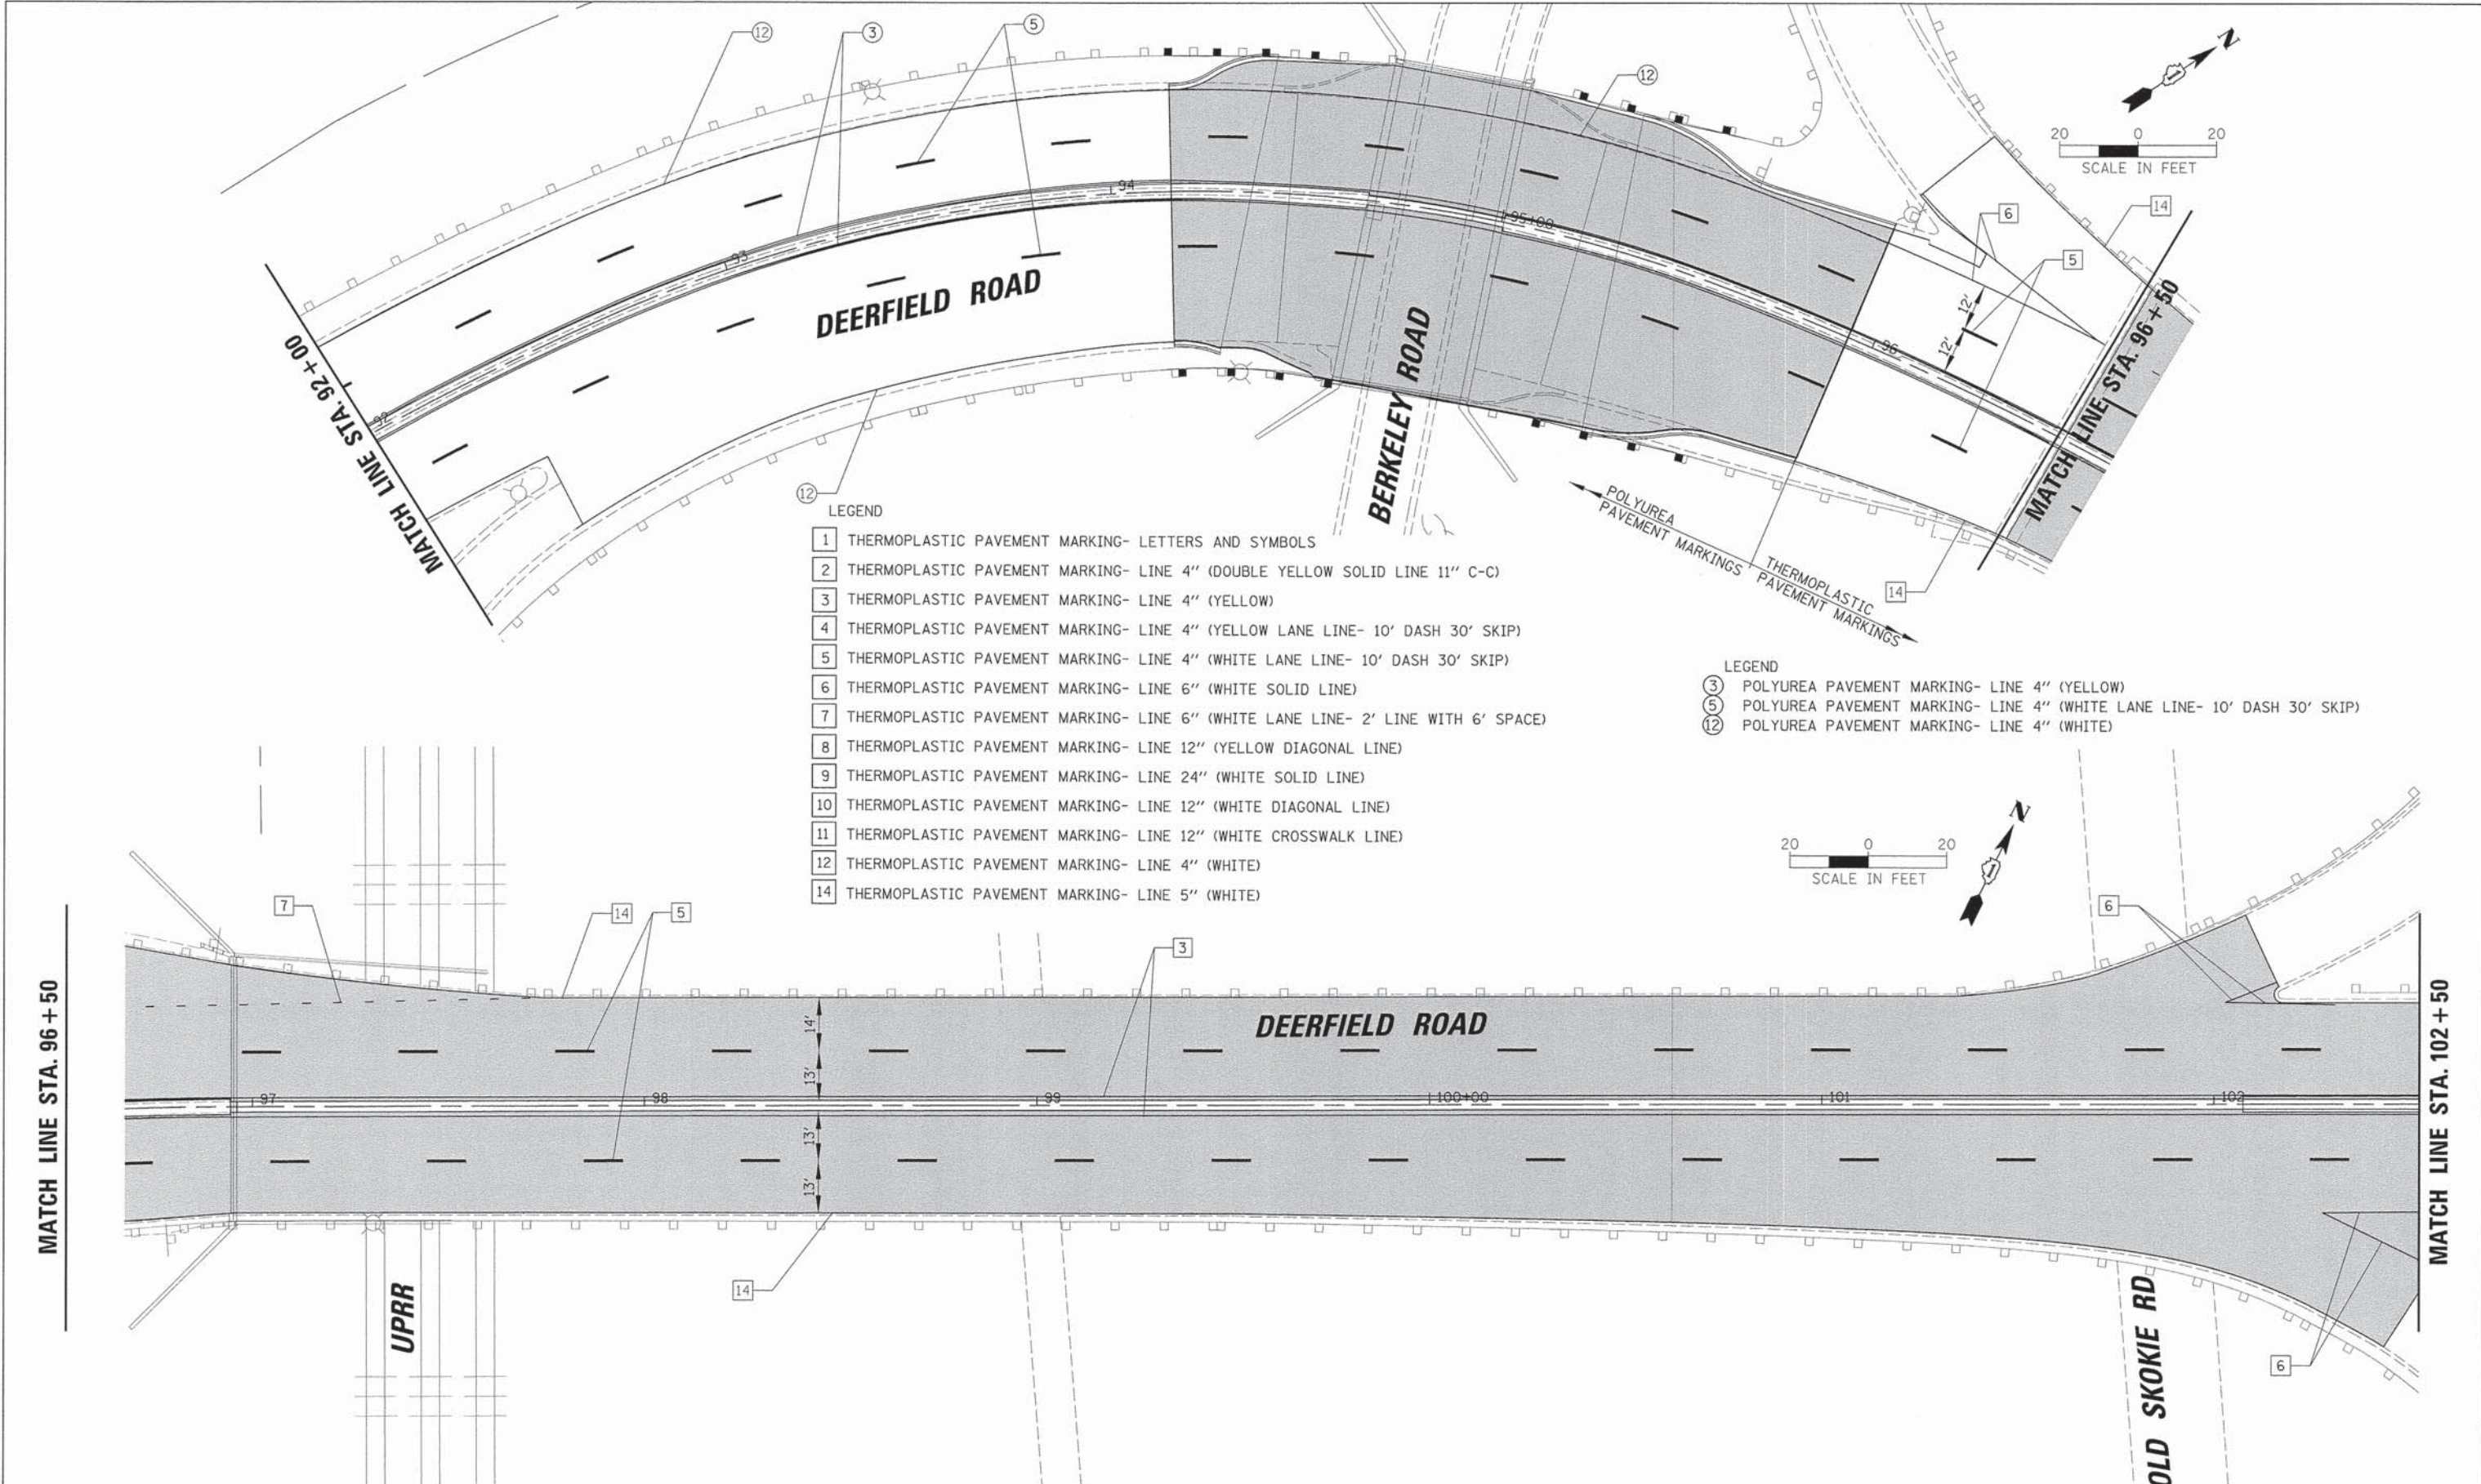 12
3
5
12
N
1
20 0 20
SCALE IN FEET
94
95+00
93
6
14
5
12'
12'
96
92
DEERFIELD ROAD
BERKELEY ROAD
MATCH LINE STA. 92+00
MATCH LINE STA. 96+50
12
POLYUREA
PAVEMENT MARKINGS
THERMOPLASTIC
PAVEMENT MARKINGS
14
LEGEND
1 THERMOPLASTIC PAVEMENT MARKING- LETTERS AND SYMBOLS
2 THERMOPLASTIC PAVEMENT MARKING- LINE 4" (DOUBLE YELLOW SOLID LINE 11" C-C)
3 THERMOPLASTIC PAVEMENT MARKING- LINE 4" (YELLOW)
4 THERMOPLASTIC PAVEMENT MARKING- LINE 4" (YELLOW LANE LINE- 10' DASH 30' SKIP)
5 THERMOPLASTIC PAVEMENT MARKING- LINE 4" (WHITE LANE LINE- 10' DASH 30' SKIP)
6 THERMOPLASTIC PAVEMENT MARKING- LINE 6" (WHITE SOLID LINE)
7 THERMOPLASTIC PAVEMENT MARKING- LINE 6" (WHITE LANE LINE- 2' LINE WITH 6' SPACE)
8 THERMOPLASTIC PAVEMENT MARKING- LINE 12" (YELLOW DIAGONAL LINE)
9 THERMOPLASTIC PAVEMENT MARKING- LINE 24" (WHITE SOLID LINE)
10 THERMOPLASTIC PAVEMENT MARKING- LINE 12" (WHITE DIAGONAL LINE)
11 THERMOPLASTIC PAVEMENT MARKING- LINE 12" (WHITE CROSSWALK LINE)
12 THERMOPLASTIC PAVEMENT MARKING- LINE 4" (WHITE)
14 THERMOPLASTIC PAVEMENT MARKING- LINE 5" (WHITE)
LEGEND
3 POLYUREA PAVEMENT MARKING- LINE 4" (YELLOW)
5 POLYUREA PAVEMENT MARKING- LINE 4" (WHITE LANE LINE- 10' DASH 30' SKIP)
12 POLYUREA PAVEMENT MARKING- LINE 4" (WHITE)
N
1
20 0 20
SCALE IN FEET
7
14
5
3
6
MATCH LINE STA. 96+50
DEERFIELD ROAD
14'
13'
97
98
99
100+00
101
102
13'
13'
MATCH LINE STA. 102+50
14
UPRR
OLD SKOKIE RD
6